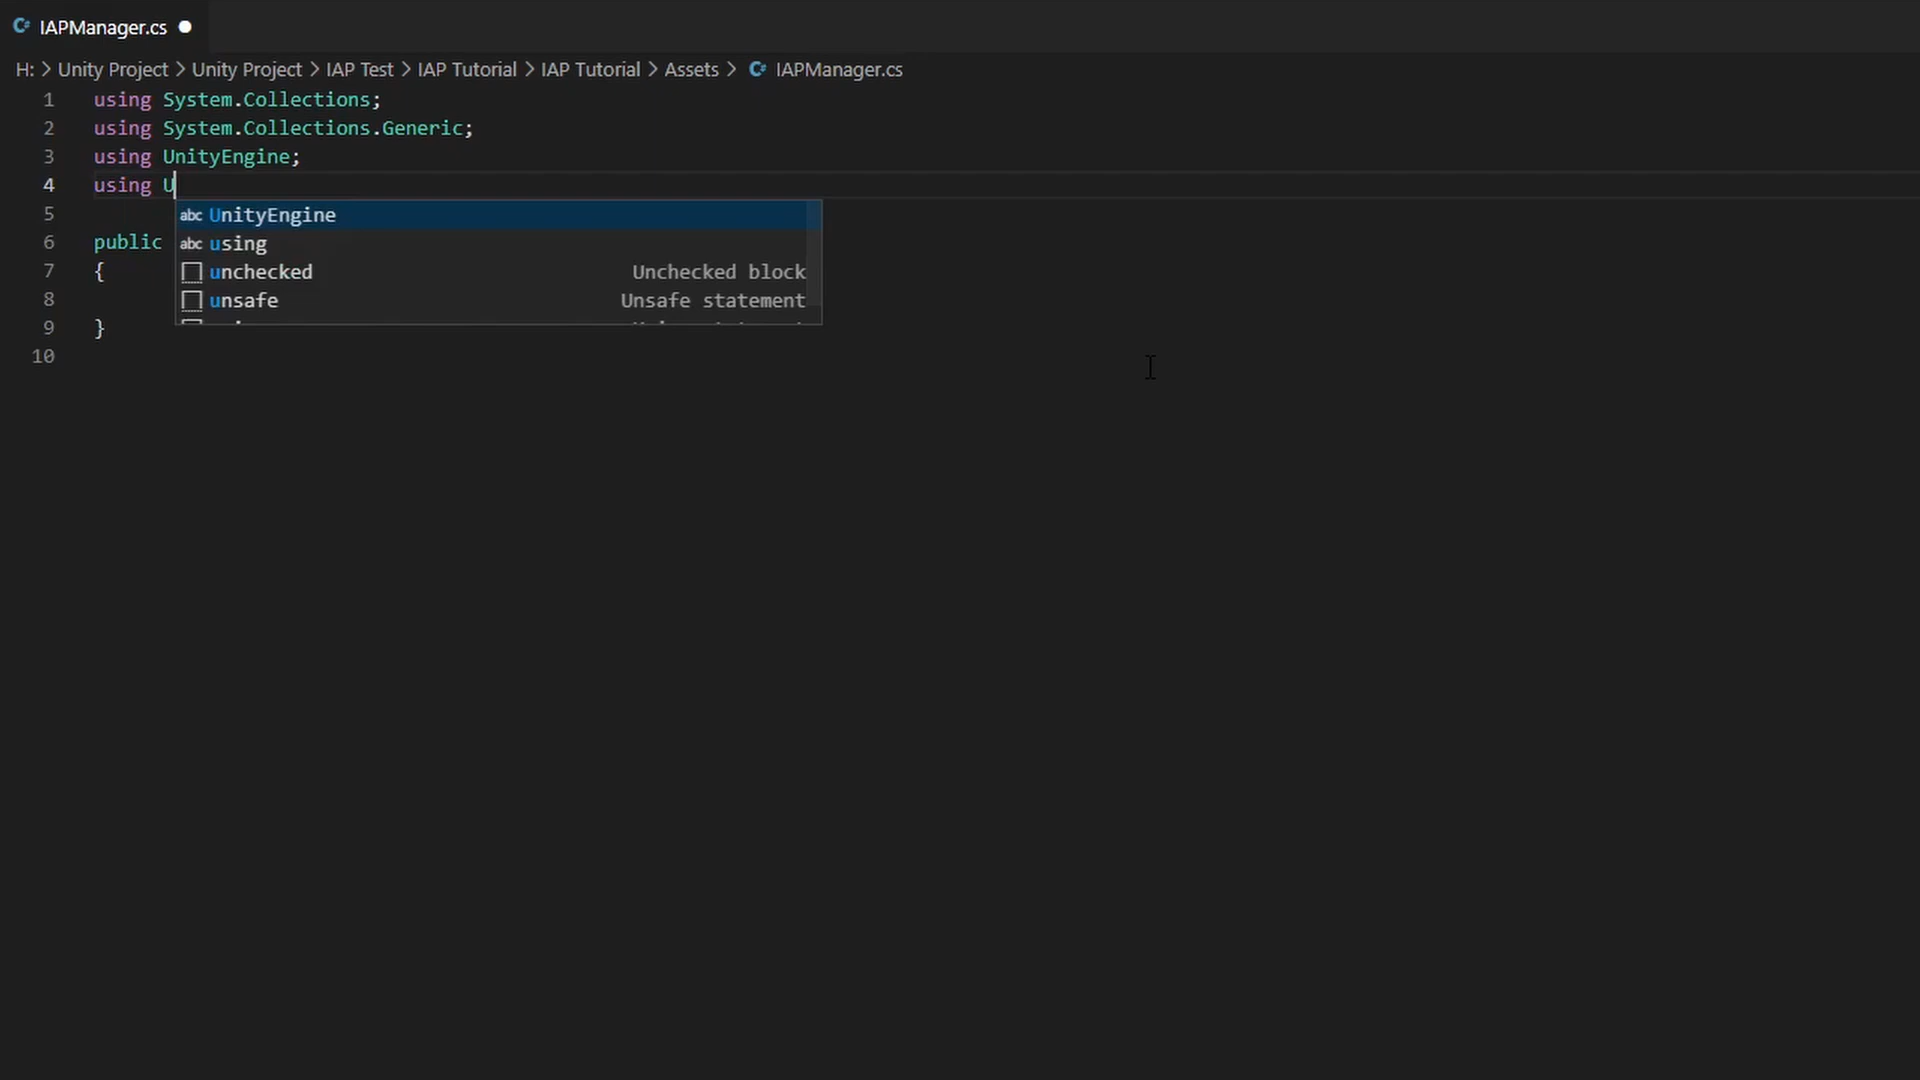 IAPManager.cs
H: > Unity Project > Unity Project > IAP Test > IAP Tutorial > IAP Tutorial > Assets > IAPManager.cs
1 using System.Collections;
2 using System.Collections.Generic;
3 using UnityEngine;
4 using U
abc UnityEngine
5
abc using
6 public
unchecked Unchecked block
7 {
unsafe Unsafe statement
8
9 }
10